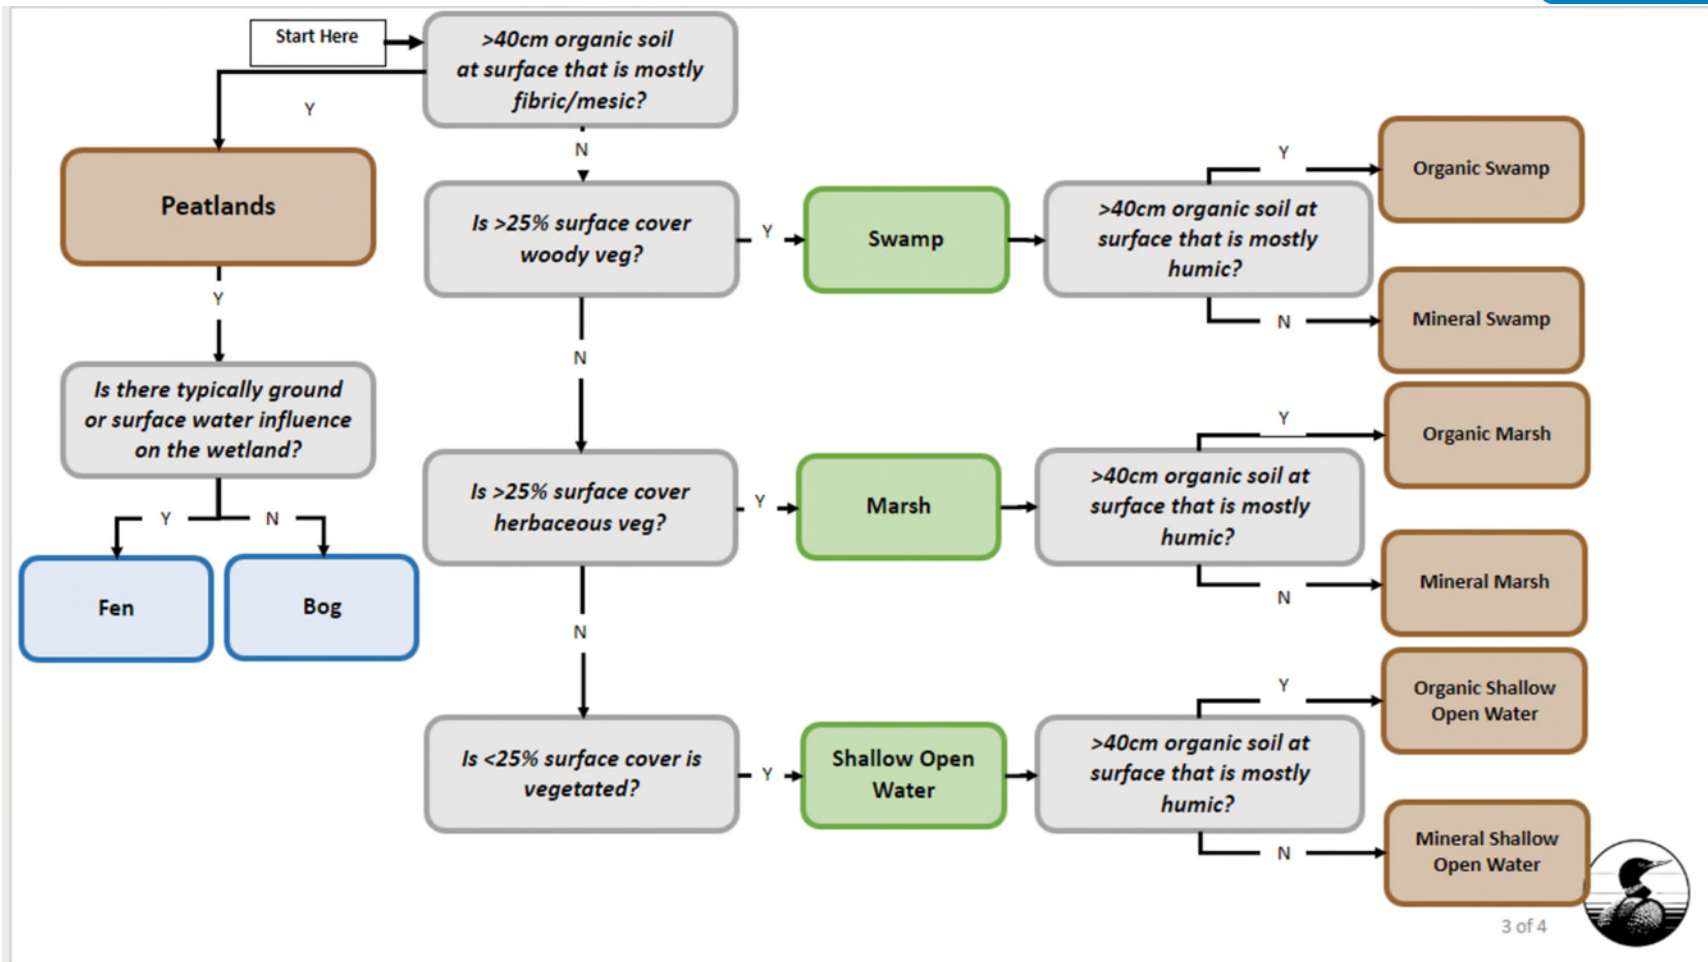 Start Here
>40cm organic soil
at surface that is mostly
fibric/mesic?
Y
N
Peatlands
Y
Is there typically ground
or surface water influence
on the wetland?
Y
N
Fen
Bog
Is >25% surface cover
woody veg?
Y
Swamp
>40cm organic soil at
surface that is mostly
humic?
Y
Organic Swamp
N
Mineral Swamp
N
Is >25% surface cover
herbaceous veg?
Y
Marsh
>40cm organic soil at
surface that is mostly
humic?
Y
Organic Marsh
N
Mineral Marsh
N
Is <25% surface cover is
vegetated?
Y
Shallow Open
Water
>40cm organic soil at
surface that is mostly
humic?
Y
Organic Shallow
Open Water
N
Mineral Shallow
Open Water
3 of 4